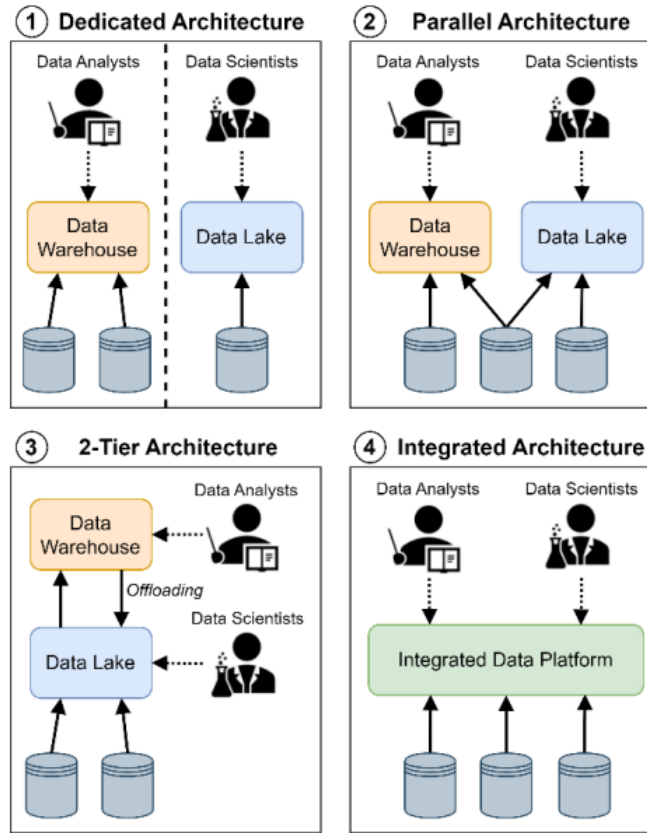 1 Dedicated Architecture
Data Analysts
Data Scientists
Data
Warehouse
Data Lake
2 Parallel Architecture
Data Analysts
Data Scientists
Data
Warehouse
Data Lake
3 2-Tier Architecture
Data
Warehouse
Data Analysts
Offloading
Data Scientists
Data Lake
4 Integrated Architecture
Data Analysts
Data Scientists
Integrated Data Platform